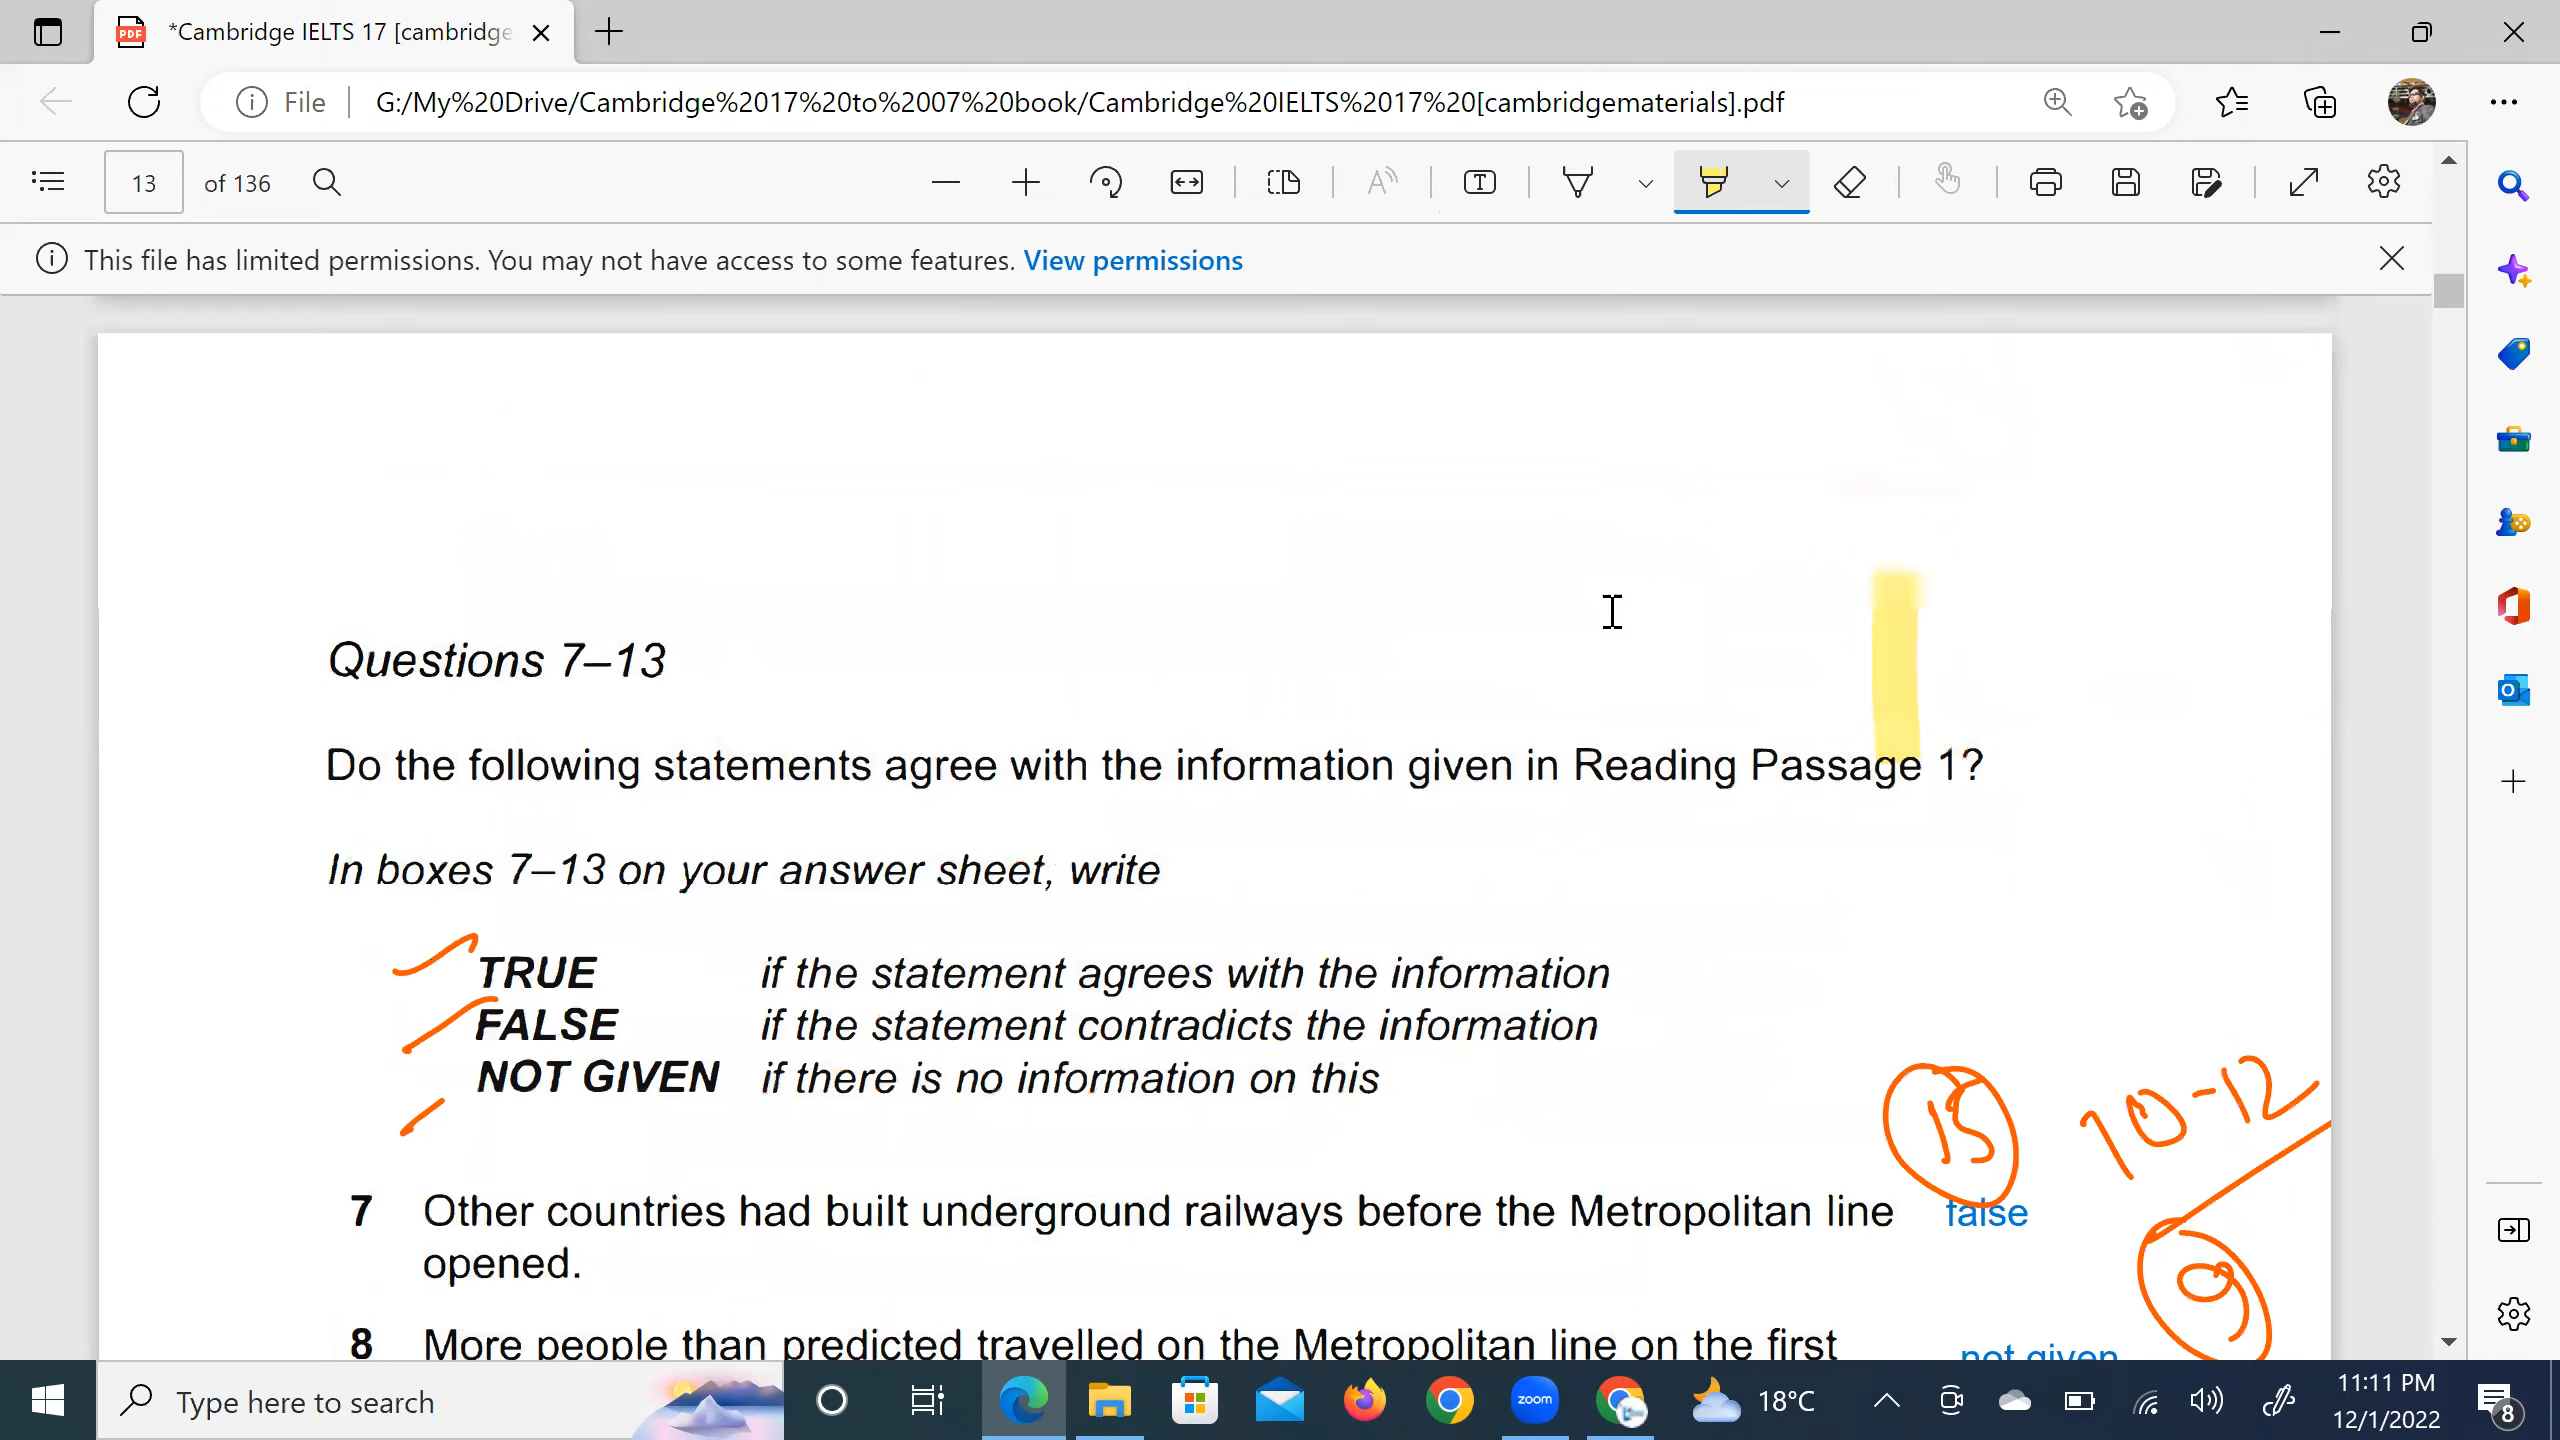 *Cambridge IELTS 17 [cambridge
File
G:/My%20Drive/Cambridge%2017%20to%2007%20book/Cambridge%20IELTS%2017%20[cambridgematerials].pdf
13 of 136
This file has limited permissions. You may not have access to some features. View permissions
Questions 7–13
Do the following statements agree with the information given in Reading Passage 1?
In boxes 7–13 on your answer sheet, write
TRUE if the statement agrees with the information
FALSE if the statement contradicts the information
NOT GIVEN if there is no information on this
15 10-12
7 Other countries had built underground railways before the Metropolitan line false
opened.
9
8 More people than predicted travelled on the Metropolitan line on the first not given
Type here to search
zoom
18°C
11:11 PM
12/1/2022
8